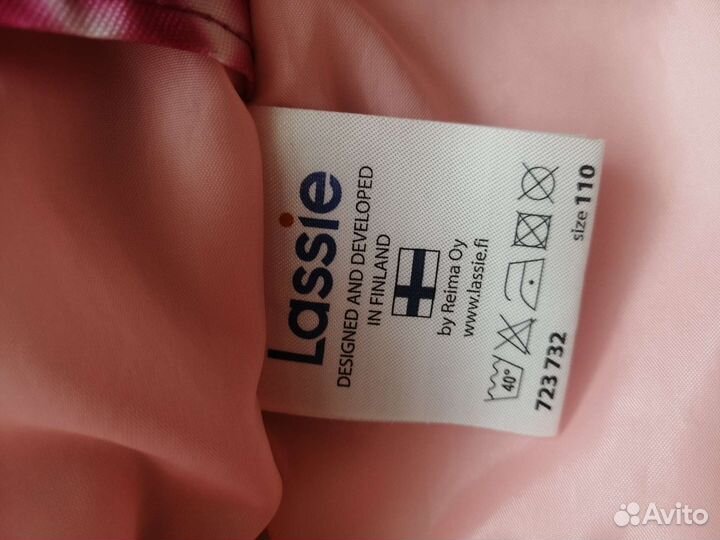 Lassie
DESIGNED AND DEVELOPED
IN FINLAND
by Reima Oy
www.lassie.fi
40°
723 732 size 110
Avito